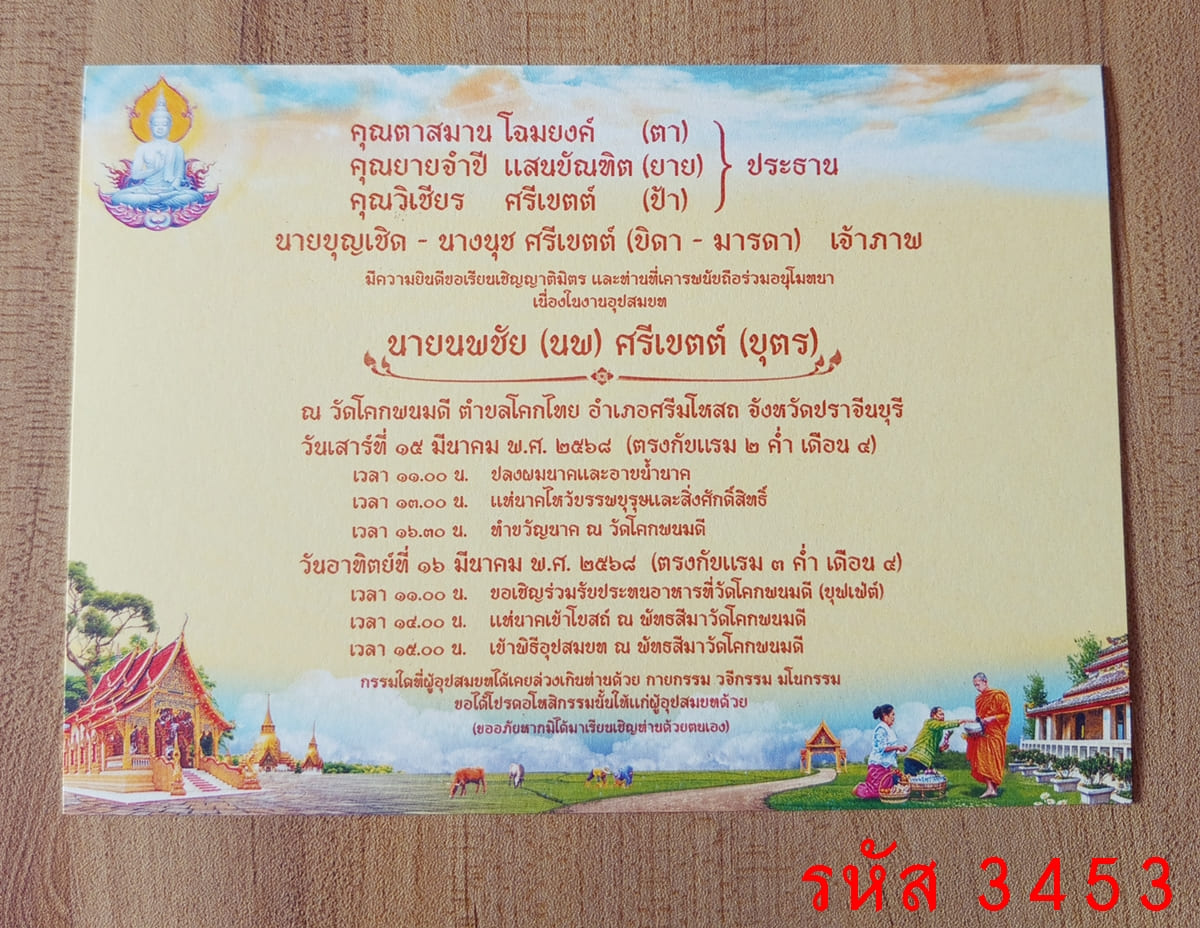 คุณตาสมาน โฉมยงค์ (ตา)
คุณยายจำปี แสนบัณฑิต (ยาย) } ประธาน
คุณวิเชียร ศรีเขตต์ (ป้า)
นายบุญเชิด - นางนุช ศรีเขตต์ (บิดา - มารดา) เจ้าภาพ
มีความยินดีขอเรียนเชิญญาติมิตร และท่านที่เคารพนับถือร่วมอนุโมทนา
เนื่องในงานอุปสมบท
นายนพชัย (นพ) ศรีเขตต์ (บุตร)
ณ วัดโคกพนมดี ตำบลโคกไทย อำเภอศรีมโหสถ จังหวัดปราจีนบุรี
วันเสาร์ที่ ๑๕ มีนาคม พ.ศ. ๒๕๖๘ (ตรงกับแรม ๒ ค่ำ เดือน ๔)
เวลา ๑๑.๐๐ น. ปลงผมนาคและอาบน้ำนาค
เวลา ๑๓.๐๐ น. แห่นาคไหว้บรรพบุรุษและสิ่งศักดิ์สิทธิ์
เวลา ๑๖.๓๐ น. ทำขวัญนาค ณ วัดโคกพนมดี
วันอาทิตย์ที่ ๑๖ มีนาคม พ.ศ. ๒๕๖๘ (ตรงกับแรม ๓ ค่ำ เดือน ๔)
เวลา ๑๑.๐๐ น. ขอเชิญร่วมรับประทนอาหารที่วัดโคกพนมดี (บุฟเฟ่ต์)
เวลา ๑๔.๐๐ น. แห่นาคเข้าโบสถ์ ณ พัทธสีมาวัดโคกพนมดี
เวลา ๑๕.๐๐ น. เข้าพิธีอุปสมบท ณ พัทธสีมาวัดโคกพนมดี
กรรมใดที่ผู้อุปสมบทได้เคยล่วงเกินท่านด้วย กายกรรม วจีกรรม มโนกรรม
ขอได้โปรดอโหสิกรรมนั้นให้แก่ผู้อุปสมบทด้วย
(ขออภัยหากมิได้มาเรียนเชิญท่านด้วยตนเอง)
รหัส 3453